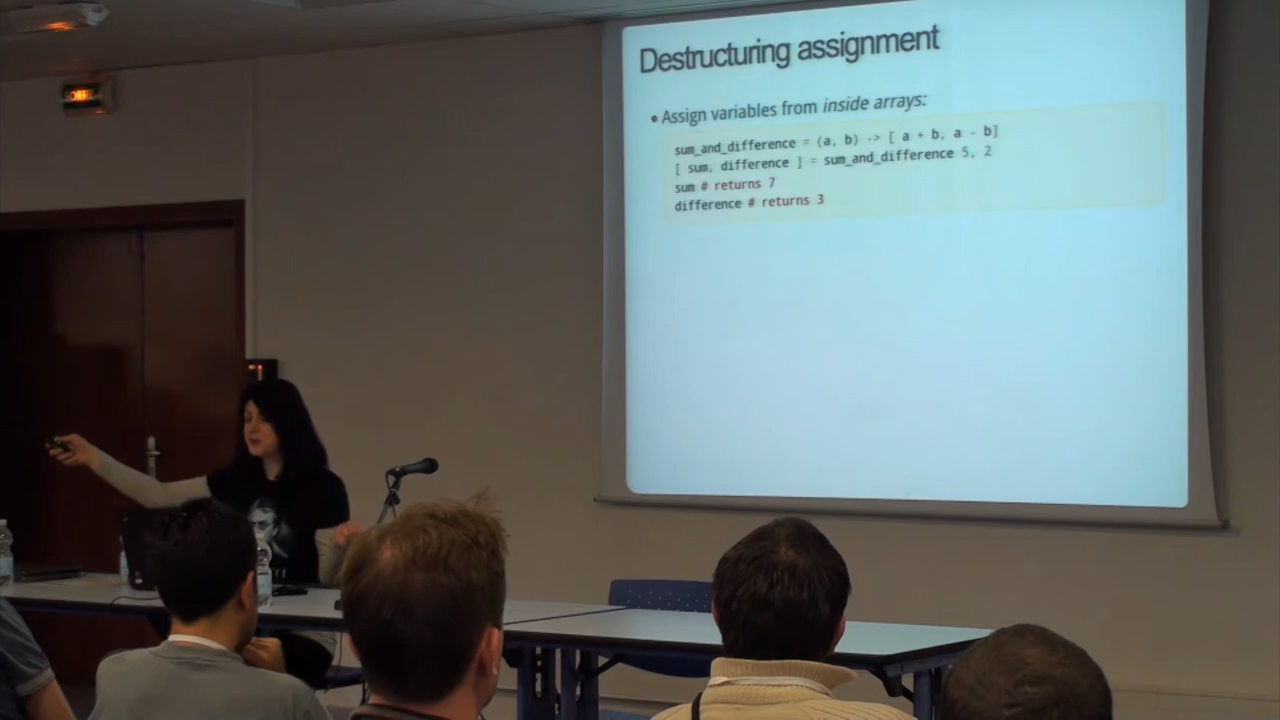 Destructuring assignment
• Assign variables from inside arrays:
sum_and_difference = (a, b) -> [ a + b, a - b]
[ sum, difference ] = sum_and_difference 5, 2
sum # returns 7
difference # returns 3